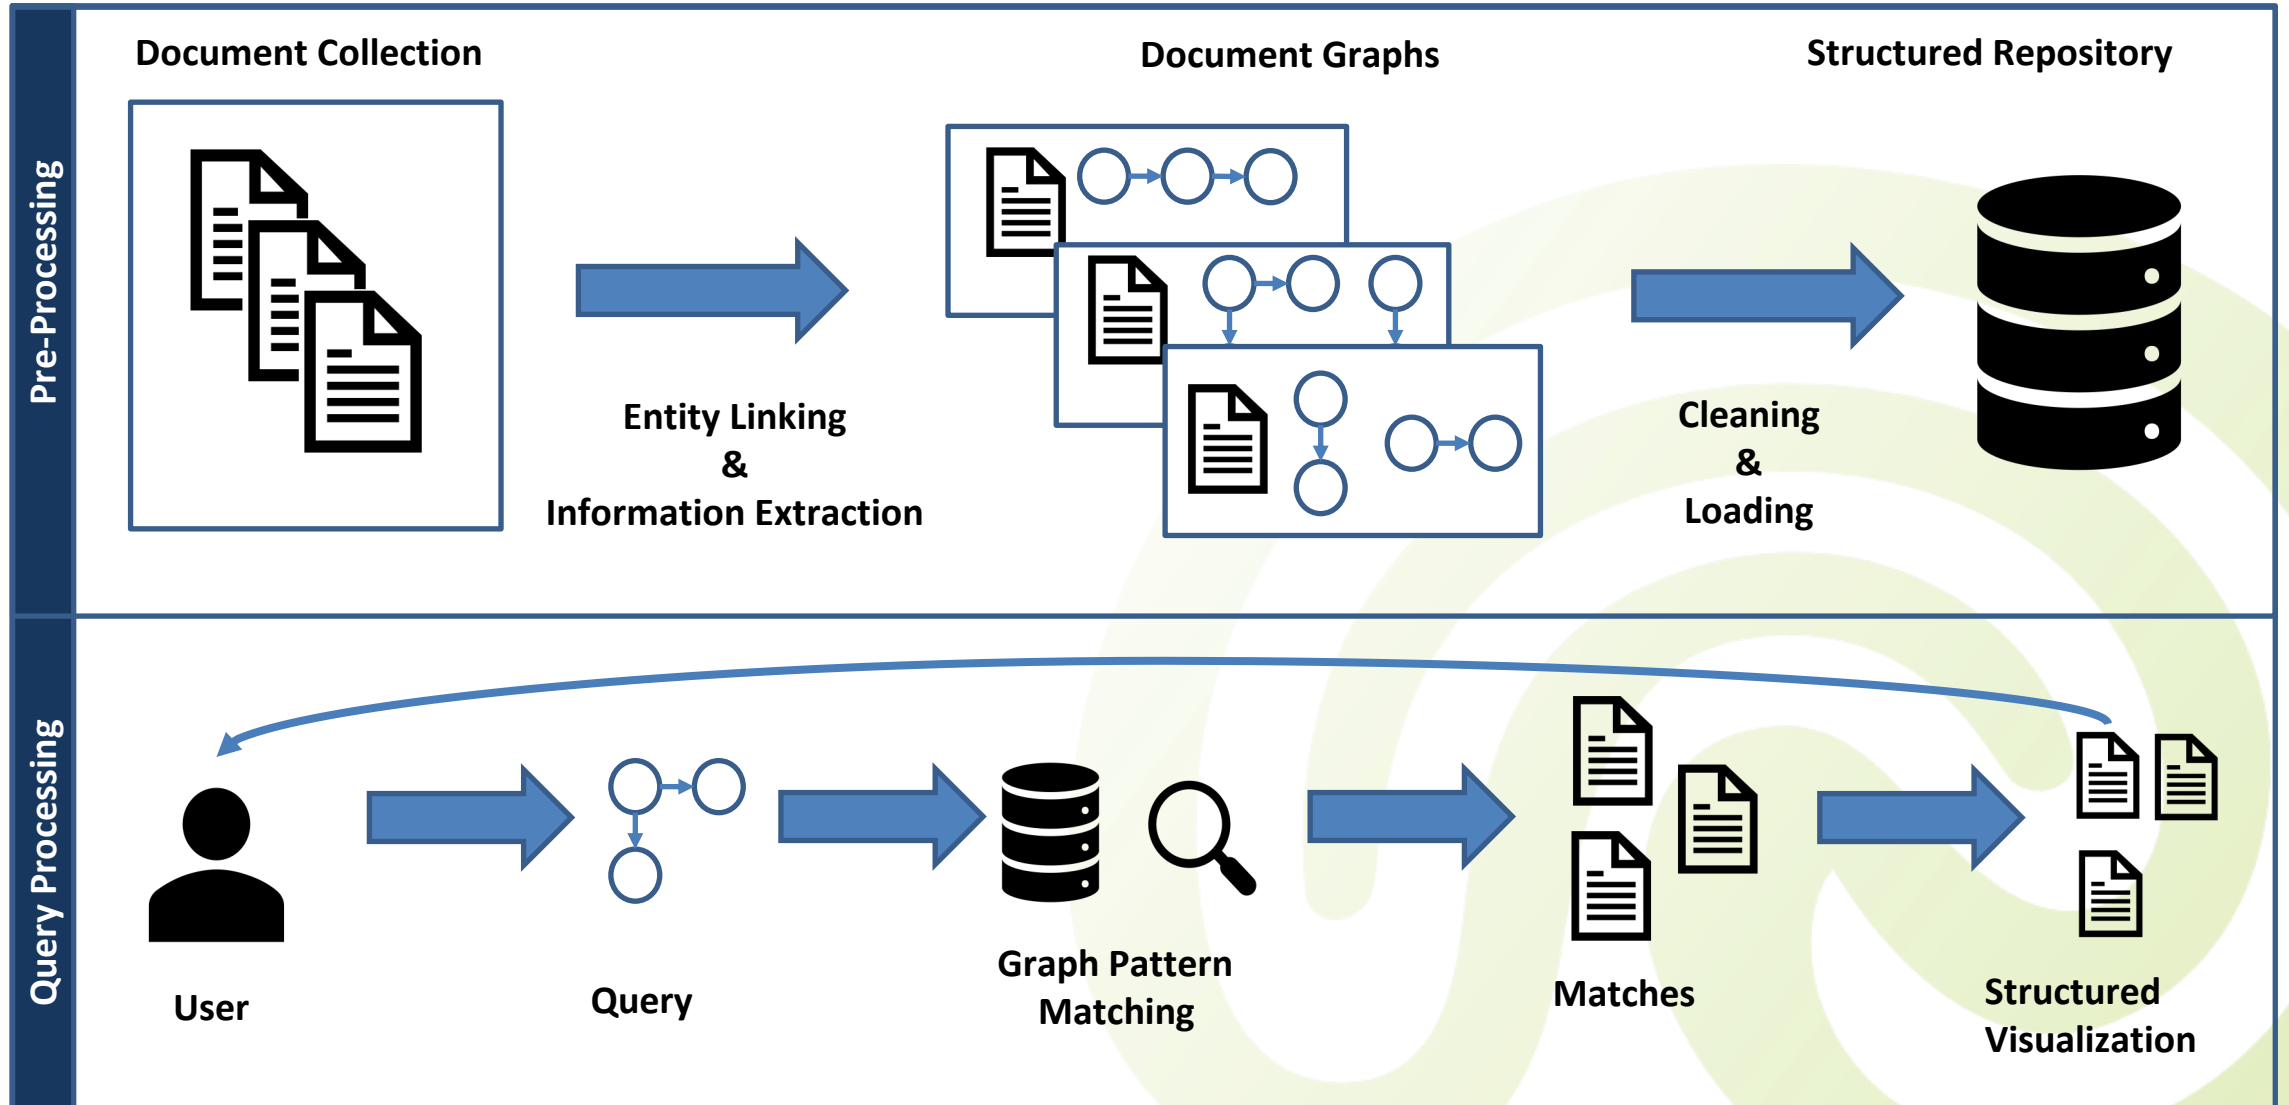 Pre-Processing
Document Collection
Document Graphs
Structured Repository
Entity Linking
&
Information Extraction
Cleaning
&
Loading
Query Processing
User
Query
Graph Pattern
Matching
Matches
Structured
Visualization